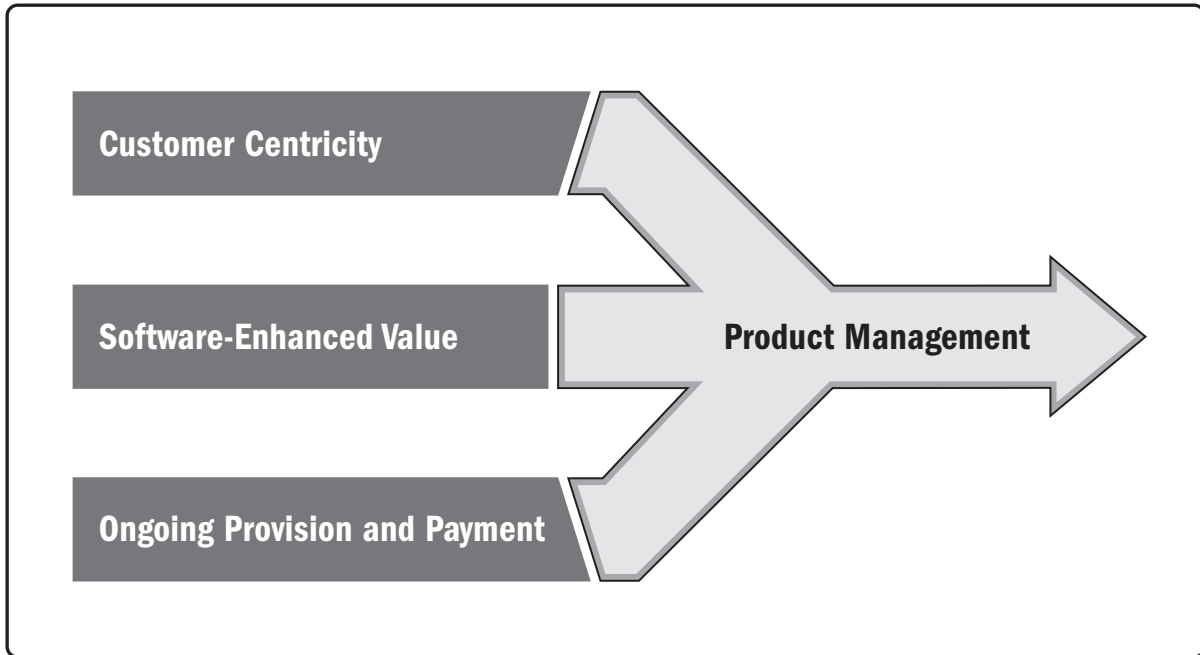 Customer Centricity
Software-Enhanced Value
Product Management
Ongoing Provision and Payment